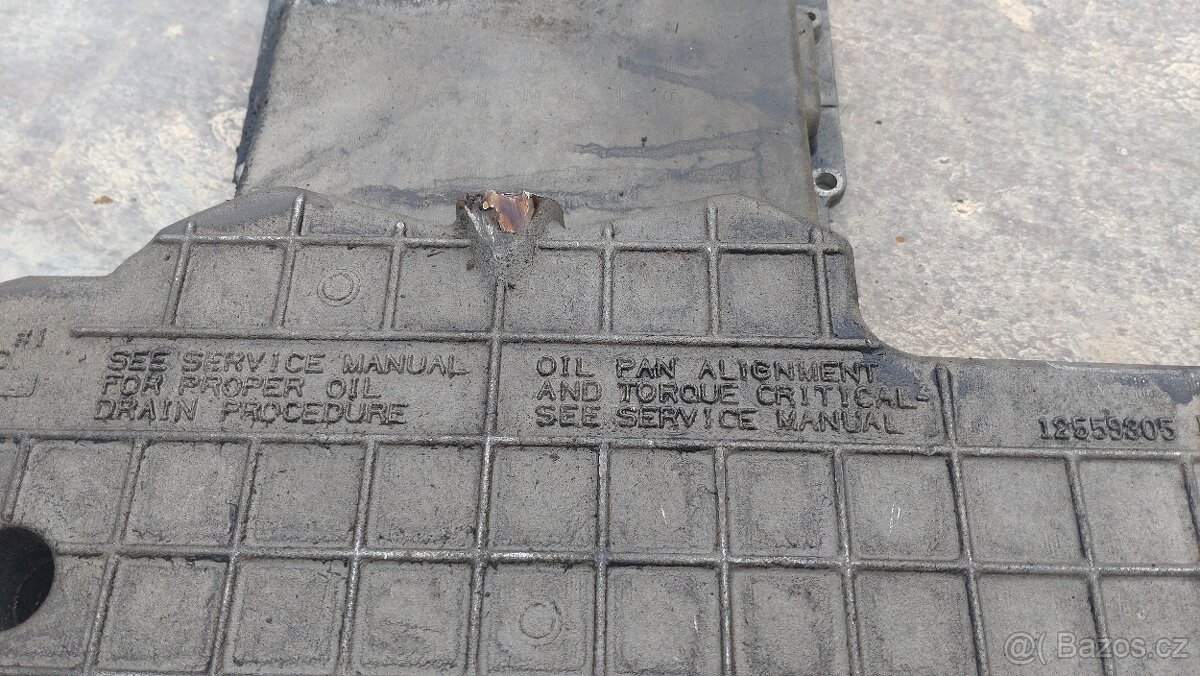 #1
SEE SERVICE MANUAL
FOR PROPER OIL
DRAIN PROCEDURE
OIL PAN ALIGNMENT
AND TORQUE CRITICAL-
SEE SERVICE MANUAL
12559305
@( Bazos.cz